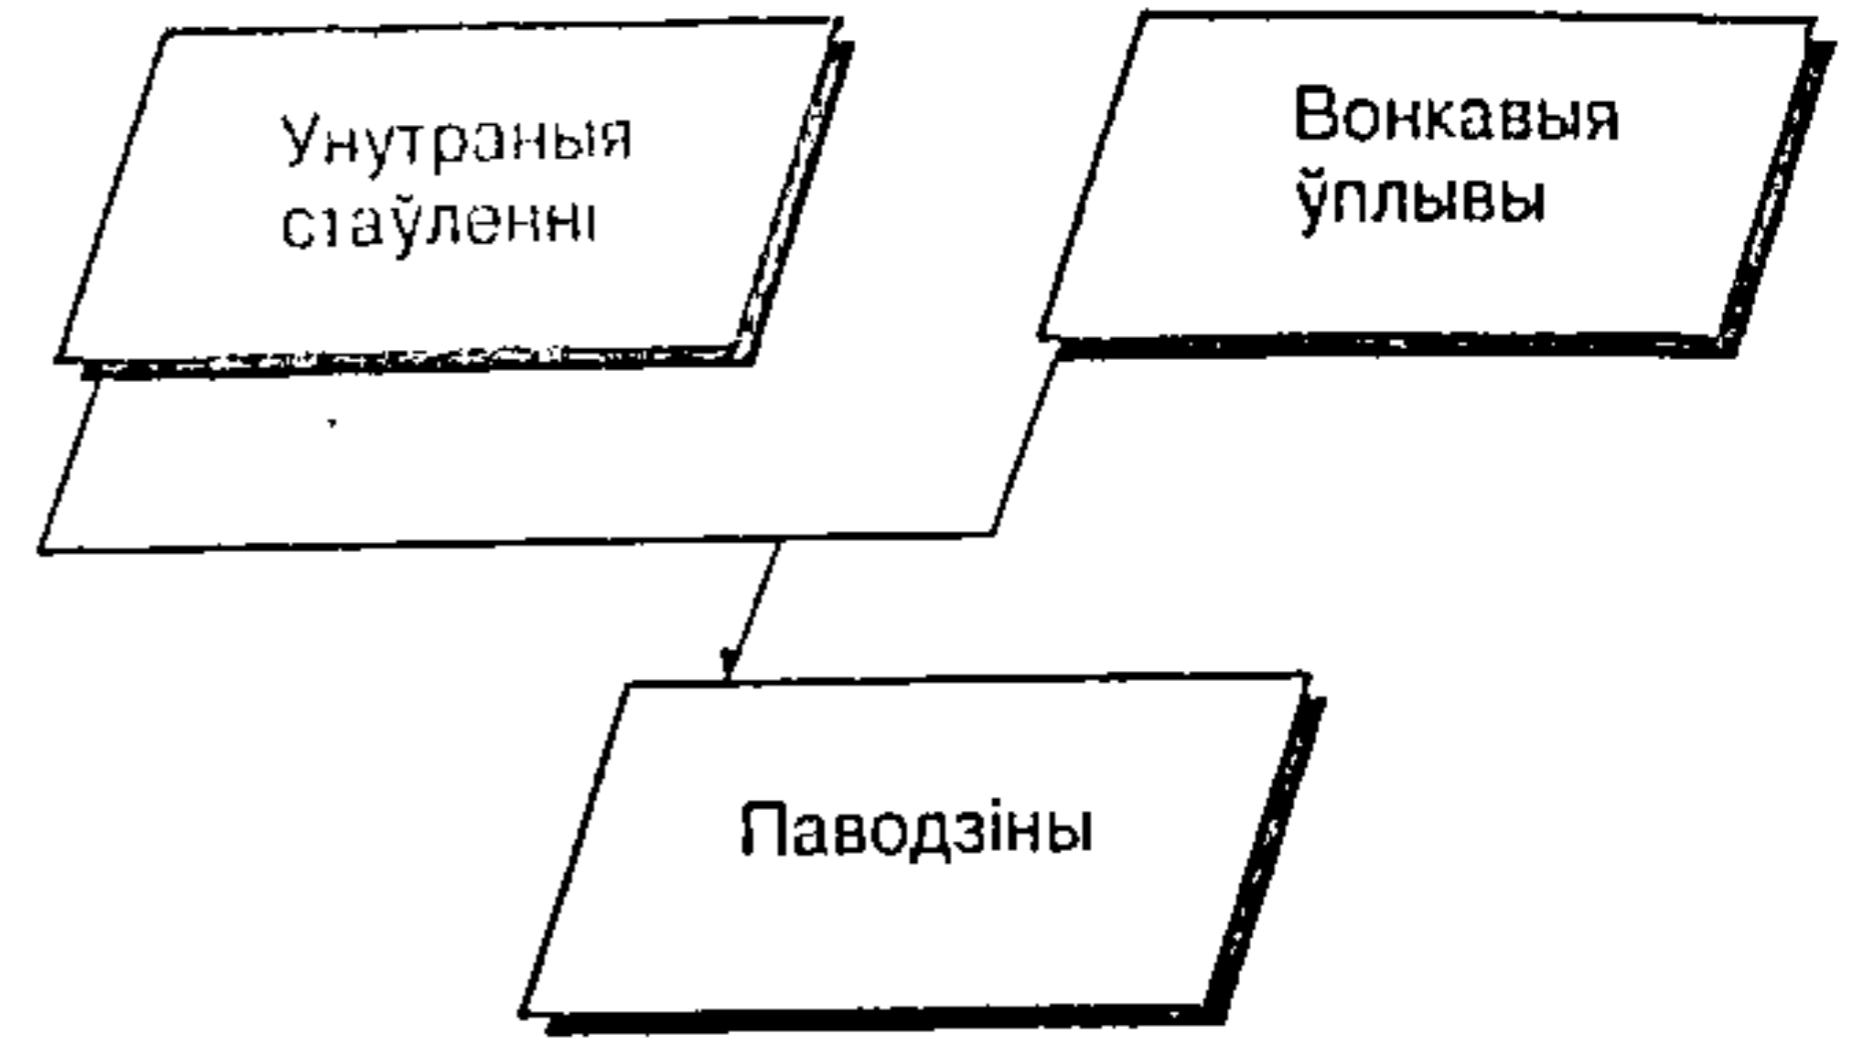 Унутраныя
стаўленні
Вонкавыя
ўплывы
Паводзіны